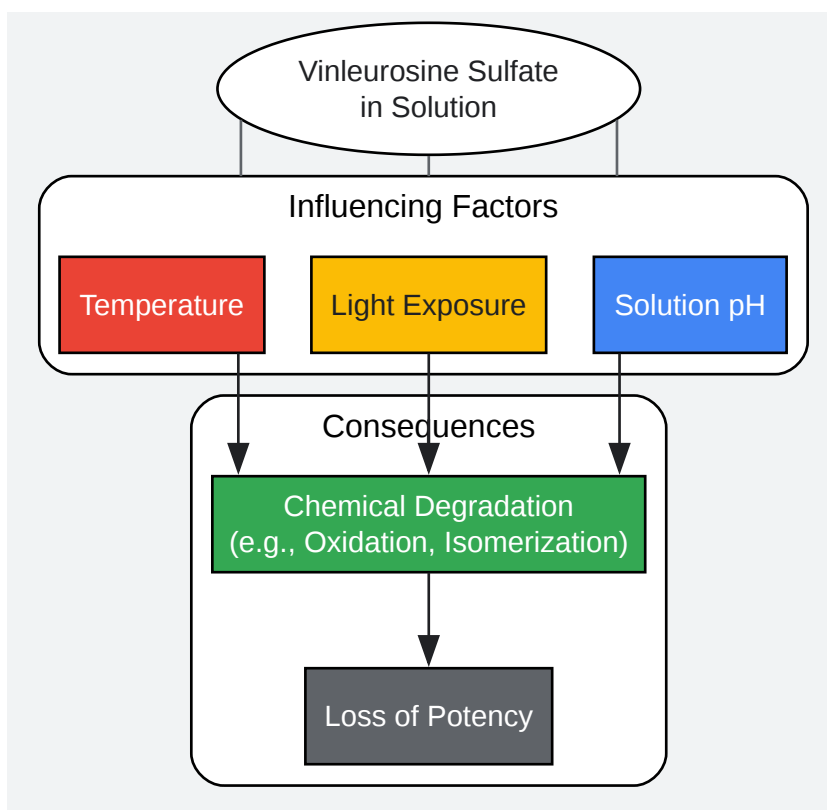 Vinleurosine Sulfate
in Solution
Influencing Factors
Temperature
Light Exposure
Solution pH
Consequences
Chemical Degradation
(e.g., Oxidation, Isomerization)
Loss of Potency